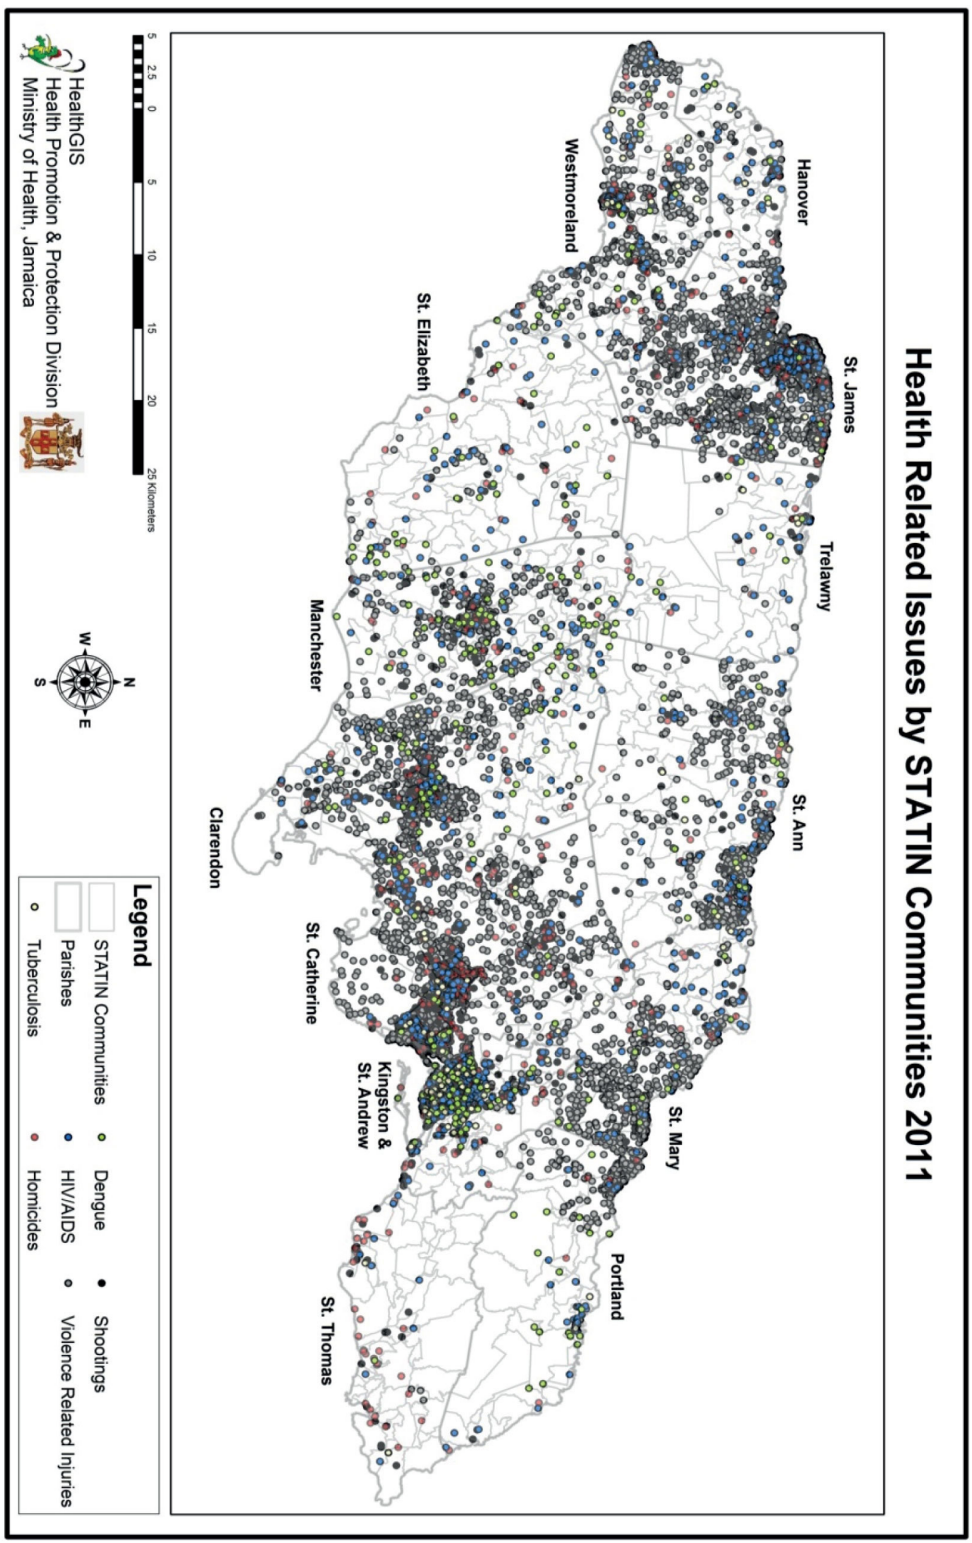 Health Related Issues by STATIN Communities 2011
Hanover
St. James
Trelawny
St. Ann
St. Mary
Portland
Westmoreland
St. Elizabeth
Manchester
Clarendon
St. Catherine
Kingston &
St. Andrew
St. Thomas
5 2.5 0 5 10 15 20 25 Kilometers
HealthGIS
Health Promotion & Protection Division
Ministry of Health, Jamaica
N
W
E
S
Legend
STATIN Communities
Parishes
Tuberculosis
Dengue
HIV/AIDS
Homicides
Shootings
Violence Related Injuries